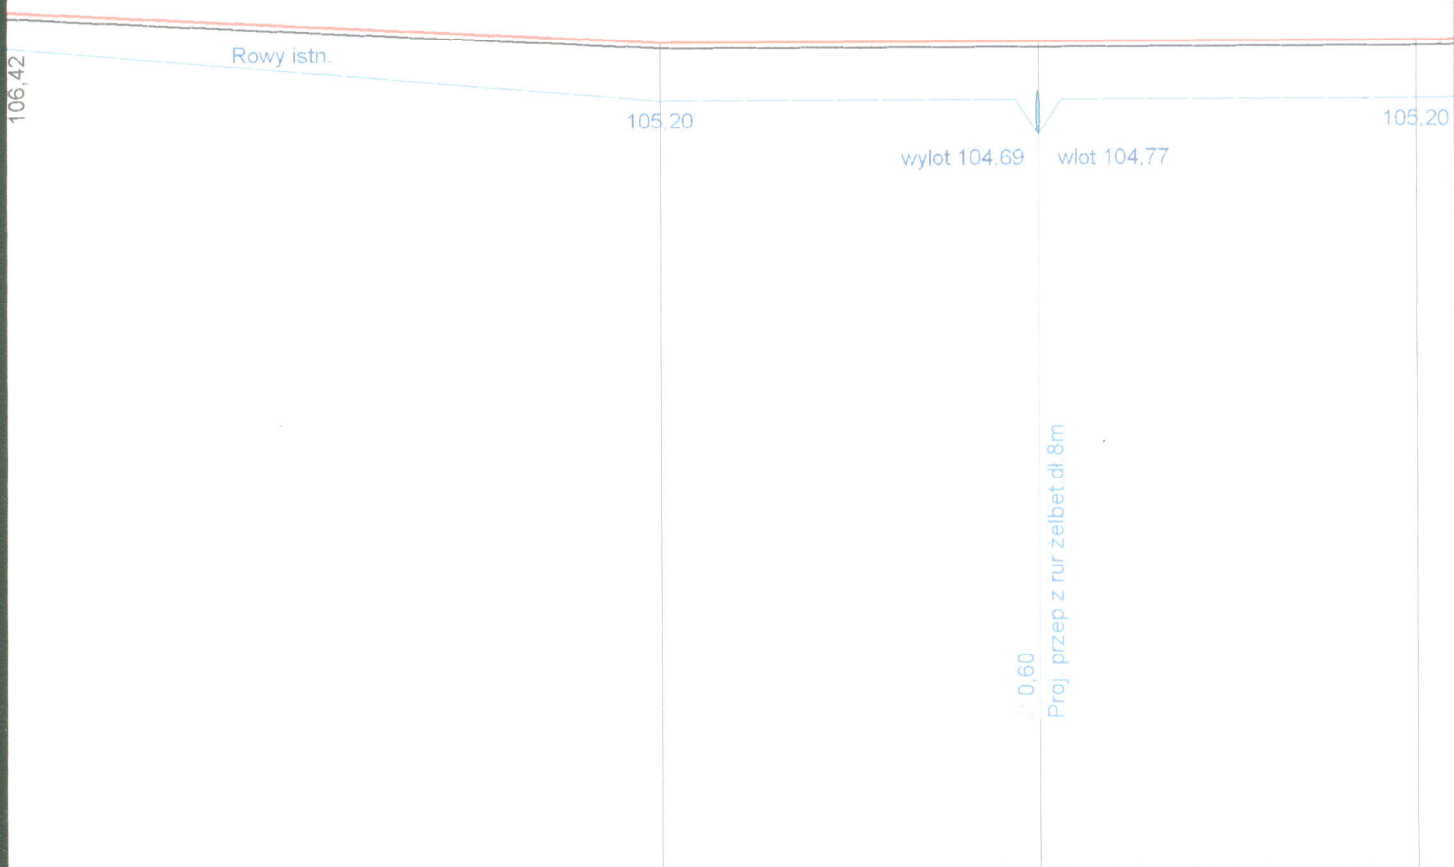 Rowy istn.
106,42
105,20
105,20
wylot 104,69
wlot 104,77
0,60
Proj. przep z rur żelbet.dł.8m